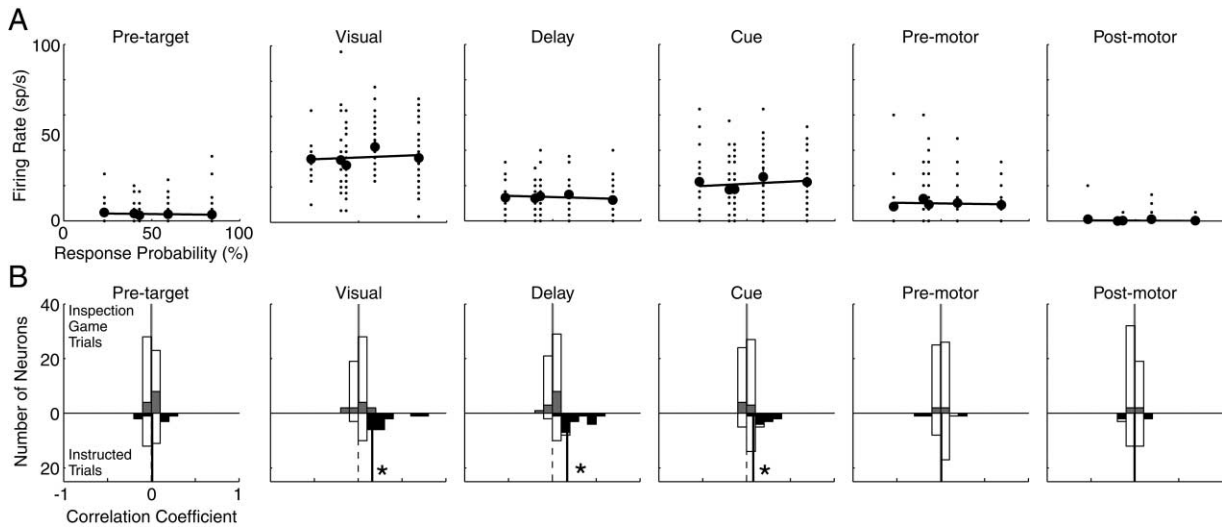 A
Pre-target
Visual
Delay
Cue
Pre-motor
Post-motor
Firing Rate (sp/s)
100
50
0
0
50
100
Response Probability (%)
B
Pre-target
Visual
Delay
Cue
Pre-motor
Post-motor
Number of Neurons
40
20
0
20
Inspection
Game
Trials
Instructed
Trials
*
*
*
-1
0
1
Correlation Coefficient